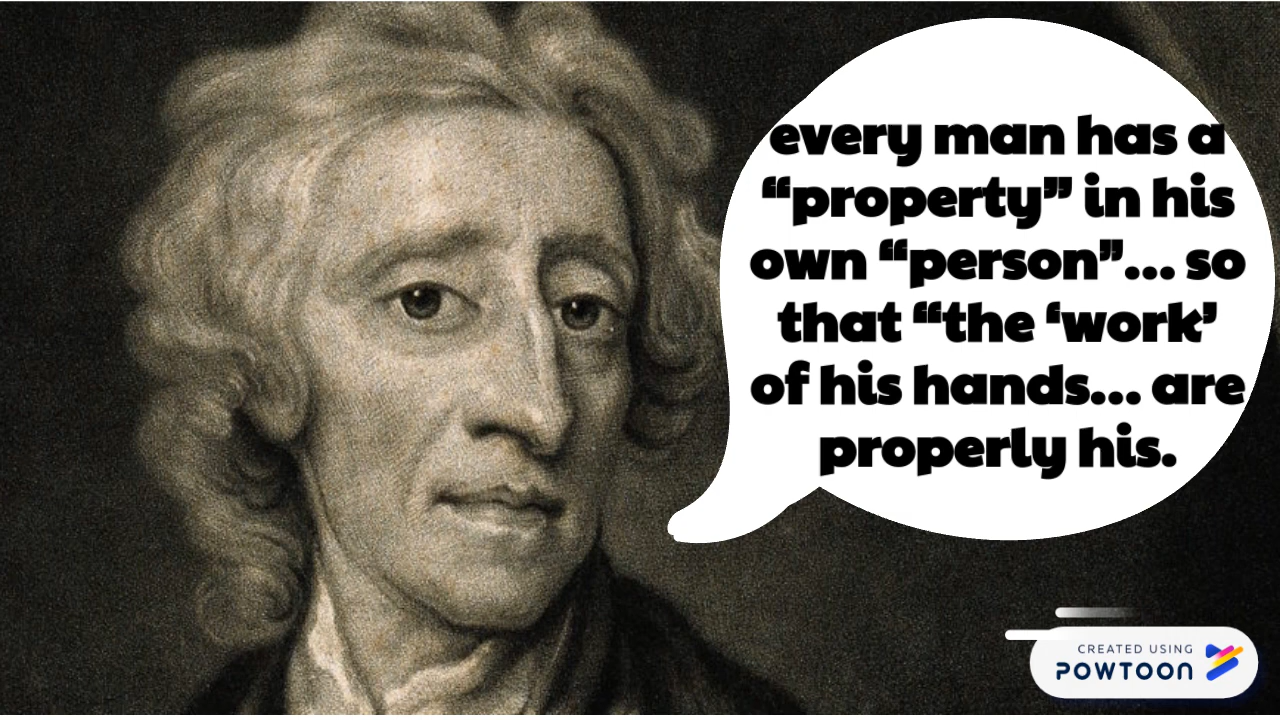 every man has a
“property” in his
own “person”... so
that “the ‘work’
of his hands... are
properly his.
CREATED USING
POWTOON